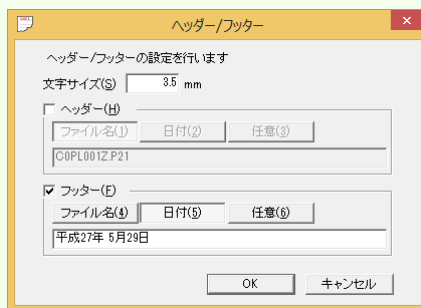 ヘッダー/フッター
ヘッダー/フッターの設定を行います
文字サイズ(S) 3.5 mm
ヘッダー(H)
ファイル名(1) 日付(2) 任意(3)
C0PL001Z.P21
フッター(F)
ファイル名(4) 日付(5) 任意(6)
平成27年 5月29日
OK キャンセル